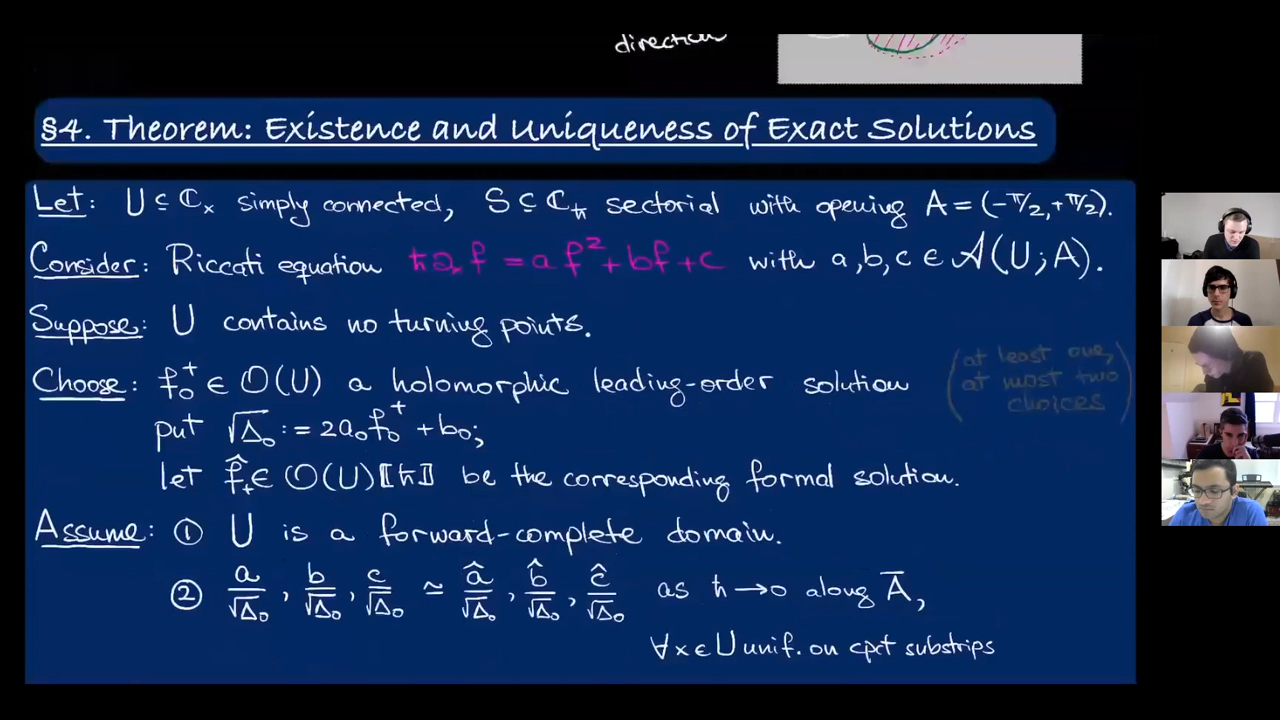 direction
§4. Theorem: Existence and Uniqueness of Exact Solutions
Let: U ⊆ ℂₓ simply connected, S ⊆ ℂ_ħ sectorial with opening A = (-π/2, +π/2).
Consider: Riccati equation ħ∂ₓf = af² + bf + c with a, b, c ∈ 𝒜(U; A).
Suppose: U contains no turning points.
Choose: f₀⁺ ∈ 𝒪(U) a holomorphic leading-order solution
(at least one, at most two choices)
put √Δ₀ := 2a₀f₀⁺ + b₀;
let f̂₊ ∈ 𝒪(U)⟦ħ⟧ be the corresponding formal solution.
Assume: ① U is a forward-complete domain.
② a/√Δ₀, b/√Δ₀, c/√Δ₀ ≃ â/√Δ₀, b̂/√Δ₀, ĉ/√Δ₀ as ħ → 0 along Ā,
∀x ∈ U unif. on cpct substrips